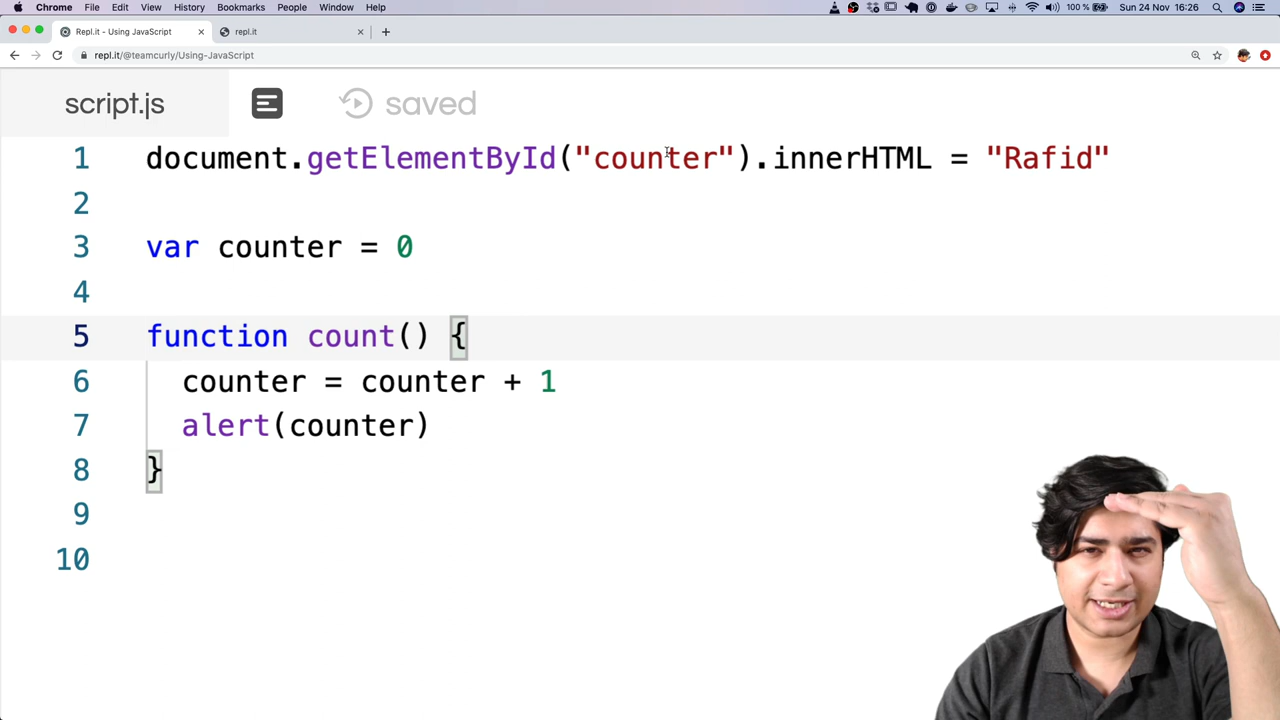 Chrome File Edit View History Bookmarks People Window Help 100 % Sun 24 Nov 16:26
Repl.it - Using JavaScript × repl.it × +
repl.it/@teamcurly/Using-JavaScript
script.js saved
1 document.getElementById("counter").innerHTML = "Rafid"
2
3 var counter = 0
4
5 function count() {
6 counter = counter + 1
7 alert(counter)
8 }
9
10